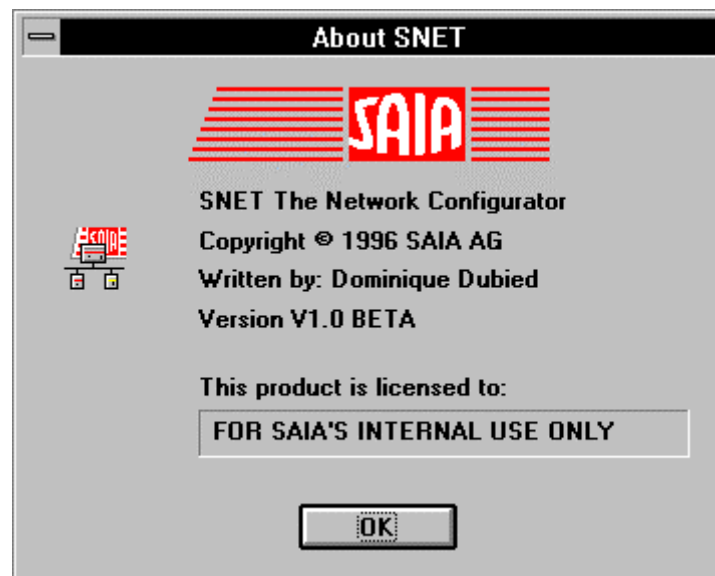 About SNET
SAIA
SNET The Network Configurator
SAIA
Copyright © 1996 SAIA AG
Written by: Dominique Dubied
Version V1.0 BETA
This product is licensed to:
FOR SAIA'S INTERNAL USE ONLY
OK